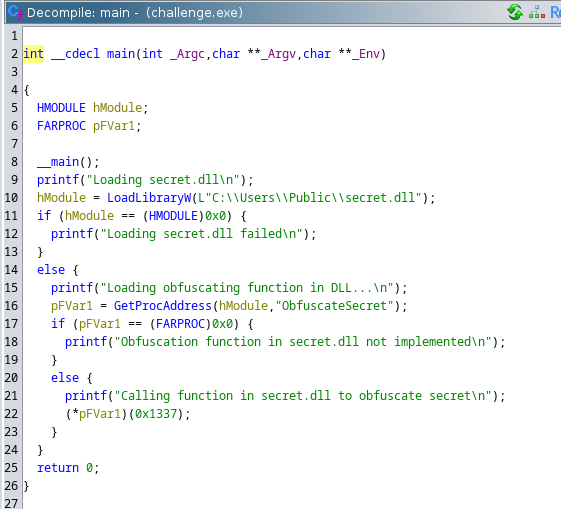 Decompile: main - (challenge.exe)
1
2 int __cdecl main(int _Argc,char **_Argv,char **_Env)
3
4 {
5   HMODULE hModule;
6   FARPROC pFVar1;
7
8   __main();
9   printf("Loading secret.dll\n");
10   hModule = LoadLibraryW(L"C:\\Users\\Public\\secret.dll");
11   if (hModule == (HMODULE)0x0) {
12     printf("Loading secret.dll failed\n");
13   }
14   else {
15     printf("Loading obfuscating function in DLL...\n");
16     pFVar1 = GetProcAddress(hModule,"ObfuscateSecret");
17     if (pFVar1 == (FARPROC)0x0) {
18       printf("Obfuscation function in secret.dll not implemented\n");
19     }
20     else {
21       printf("Calling function in secret.dll to obfuscate secret\n");
22       (*pFVar1)(0x1337);
23     }
24   }
25   return 0;
26 }
27